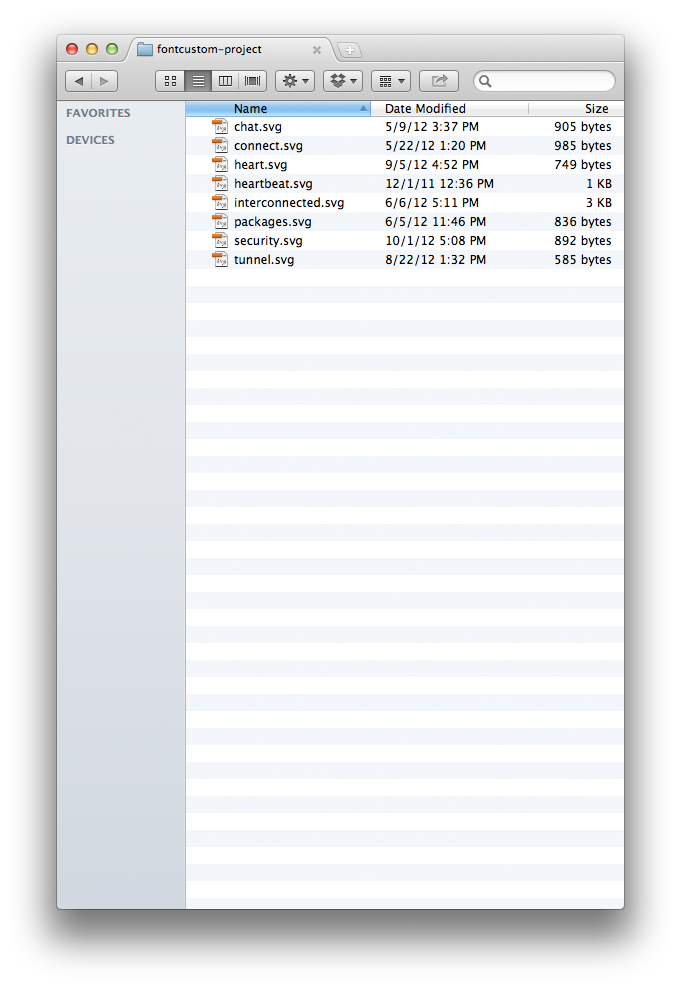 fontcustom-project
FAVORITES
DEVICES
Name Date Modified Size
chat.svg 5/9/12 3:37 PM 905 bytes
connect.svg 5/22/12 1:20 PM 985 bytes
heart.svg 9/5/12 4:52 PM 749 bytes
heartbeat.svg 12/1/11 12:36 PM 1 KB
interconnected.svg 6/6/12 5:11 PM 3 KB
packages.svg 6/5/12 11:46 PM 836 bytes
security.svg 10/1/12 5:08 PM 892 bytes
tunnel.svg 8/22/12 1:32 PM 585 bytes